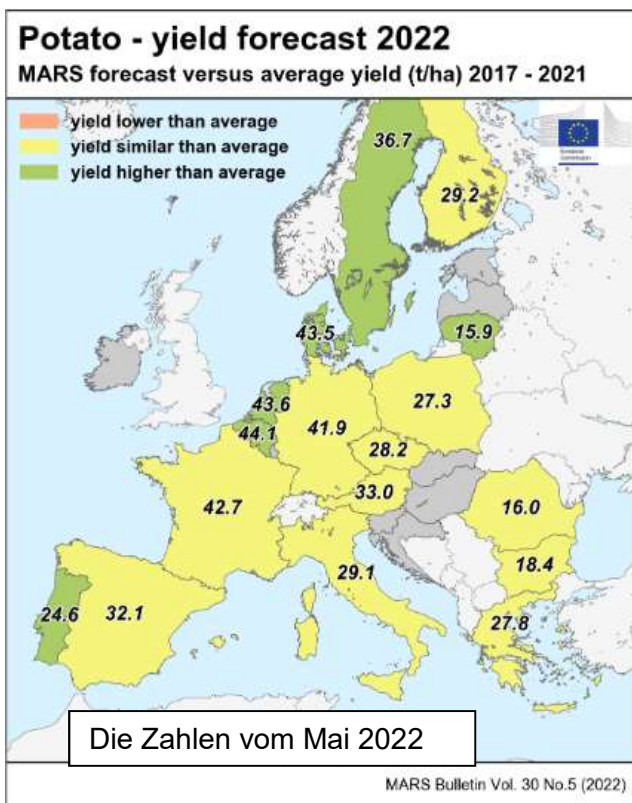 Potato - yield forecast 2022
MARS forecast versus average yield (t/ha) 2017 - 2021
yield lower than average
yield similar than average
yield higher than average
European
Commission
36.7
29.2
43.5
15.9
43.6
44.1
41.9
27.3
28.2
33.0
42.7
16.0
18.4
29.1
27.8
24.6
32.1
Die Zahlen vom Mai 2022
MARS Bulletin Vol. 30 No.5 (2022)